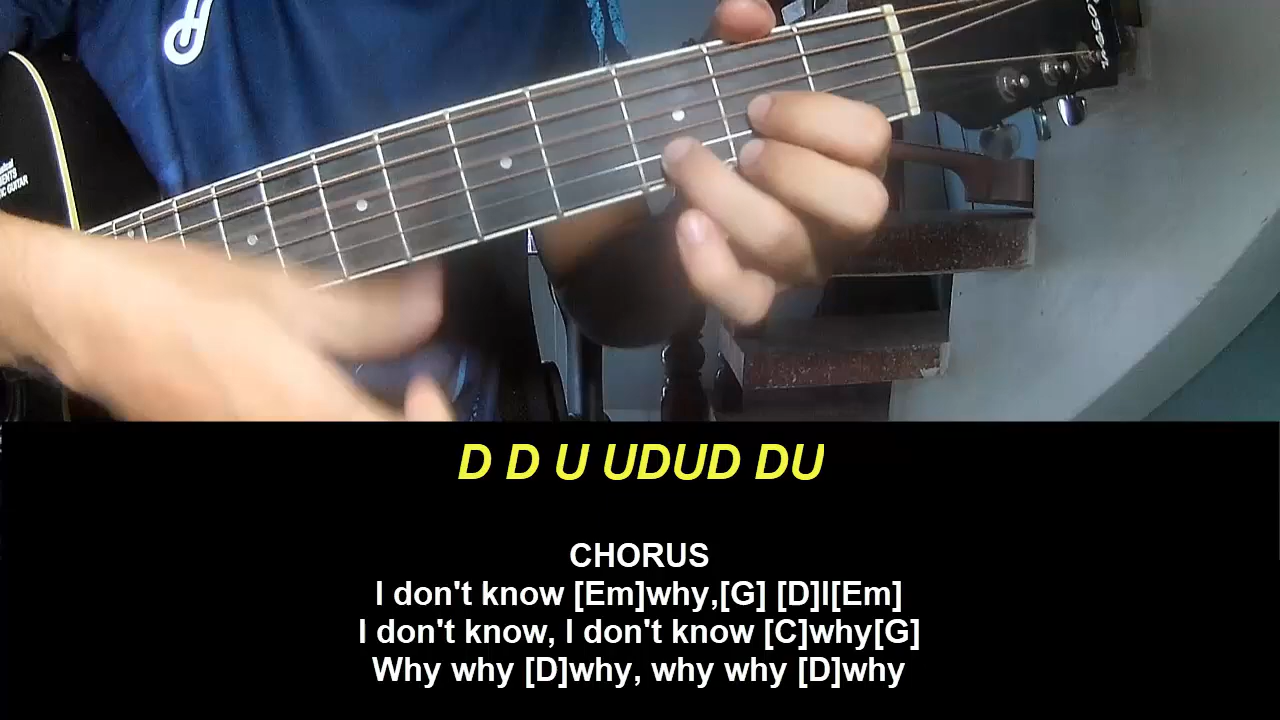 D D U UDUD DU
CHORUS
I don't know [Em]why,[G] [D]I[Em]
I don't know, I don't know [C]why[G]
Why why [D]why, why why [D]why